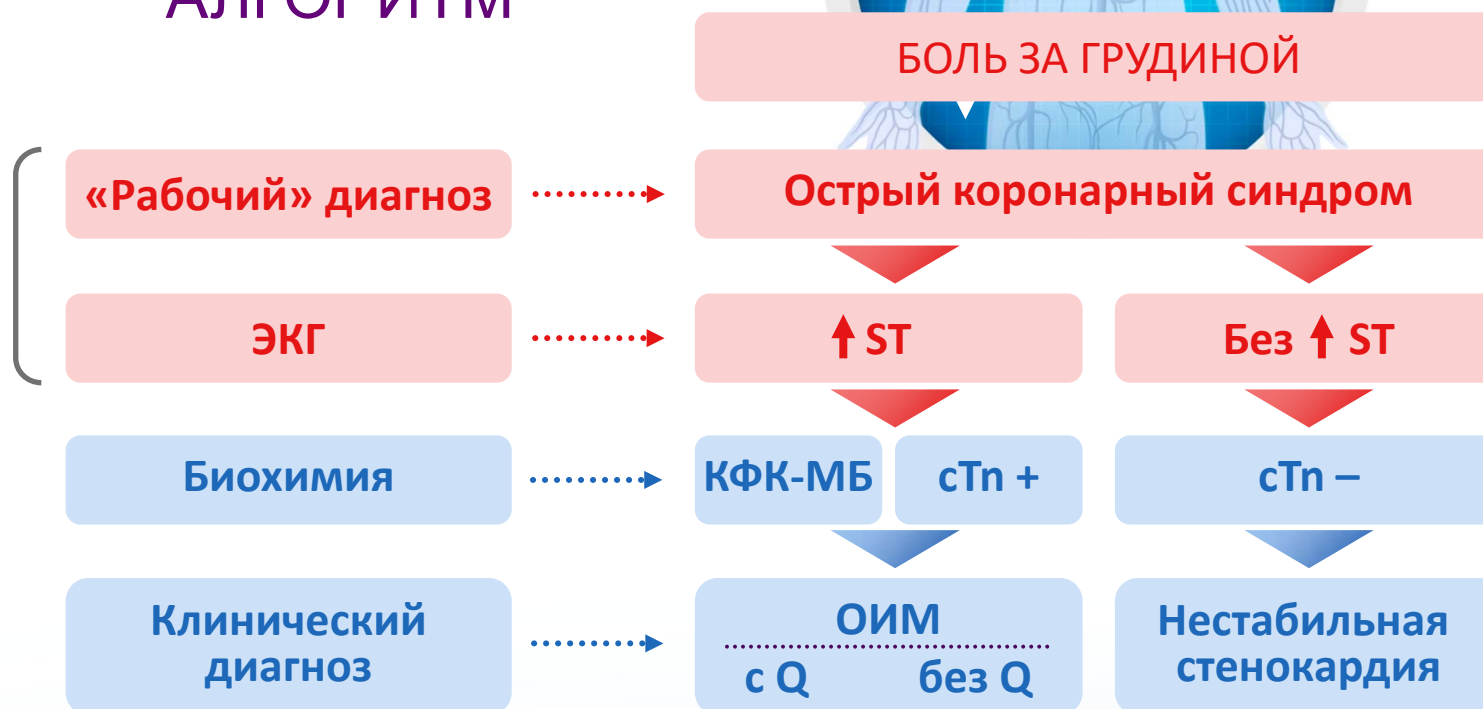 АЛГОРИТМ
БОЛЬ ЗА ГРУДИНОЙ
«Рабочий» диагноз
Острый коронарный синдром
ЭКГ
ST
Без ST
Биохимия
КФК-МБ
cTn +
cTn –
Клинический
диагноз
ОИМ
с Q без Q
Нестабильная
стенокардия